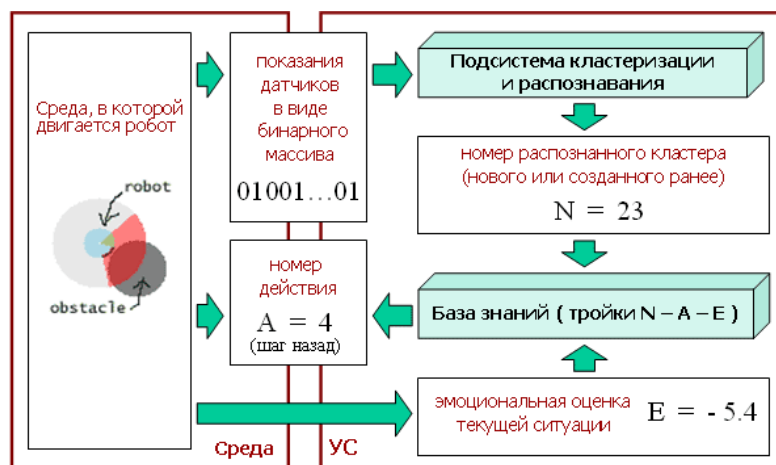 Среда, в которой
двигается робот
robot
obstacle
показания
датчиков
в виде
бинарного
массива
01001...01
Подсистема кластеризации
и распознавания
номер распознанного кластера
(нового или созданного ранее)
N = 23
номер
действия
A = 4
(шаг назад)
База знаний ( тройки N – A – E )
эмоциональная оценка
текущей ситуации
E = - 5.4
Среда
УС